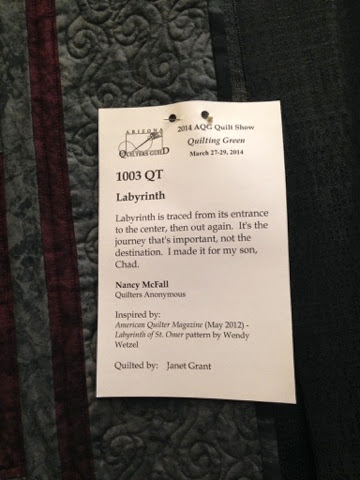 ARIZONA
QUILTERS GUILD
2014 AQG Quilt Show
Quilting Green
March 27-29, 2014
1003 QT
Labyrinth
Labyrinth is traced from its entrance
to the center, then out again.  It's the
journey that's important, not the
destination.  I made it for my son,
Chad.
Nancy McFall
Quilters Anonymous
Inspired by:
American Quilter Magazine (May 2012) -
Labyrinth of St. Omer pattern by Wendy
Wetzel
Quilted by:    Janet Grant